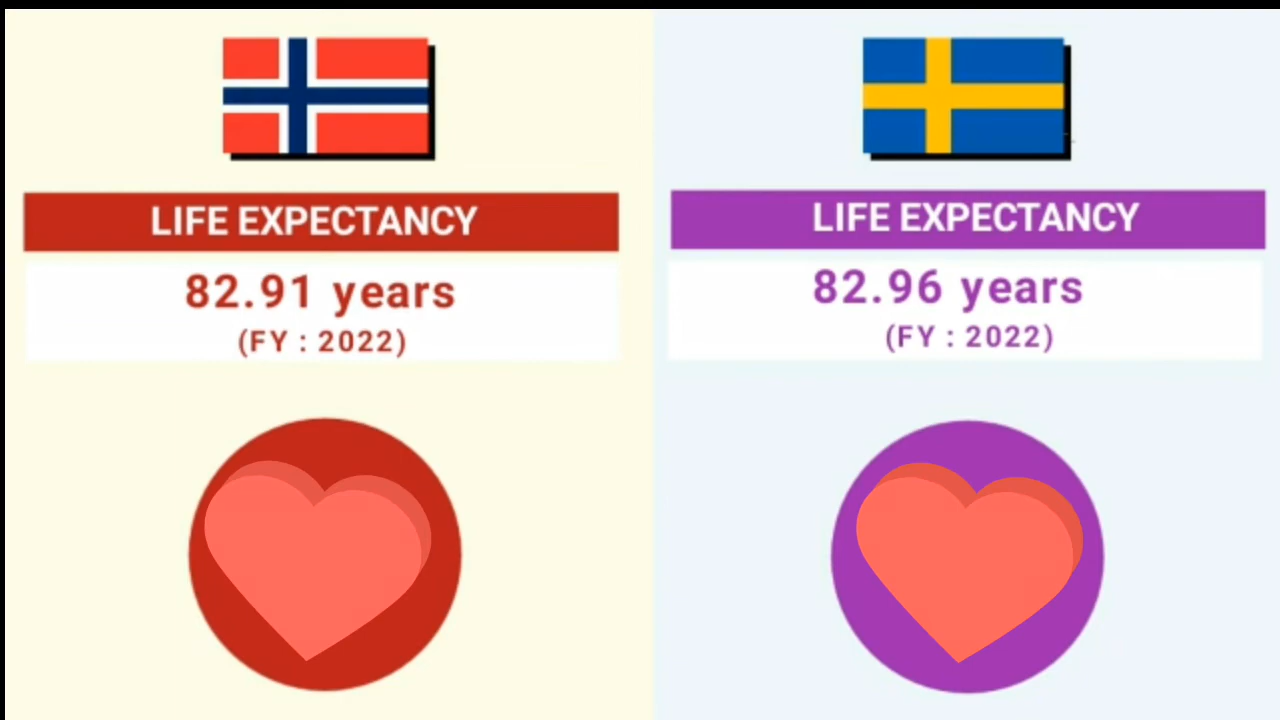 LIFE EXPECTANCY
82.91 years
(FY : 2022)
LIFE EXPECTANCY
82.96 years
(FY : 2022)